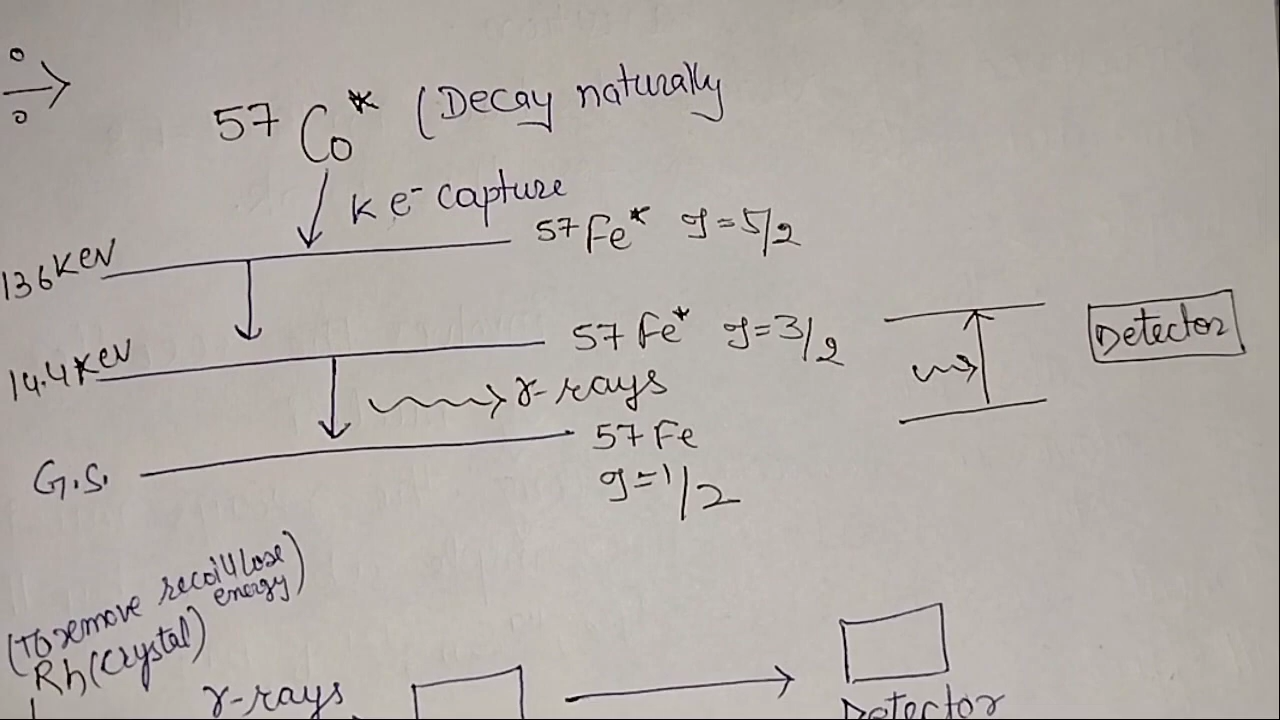 57 Co* (Decay naturally
K e- capture
136 KeV
57 Fe* I=5/2
14.4 KeV
57 Fe* I=3/2
Detector
γ-rays
57 Fe
I=1/2
G.S.
(To remove recoil & lose
energy)
Rh (Crystal)
γ-rays
Detector